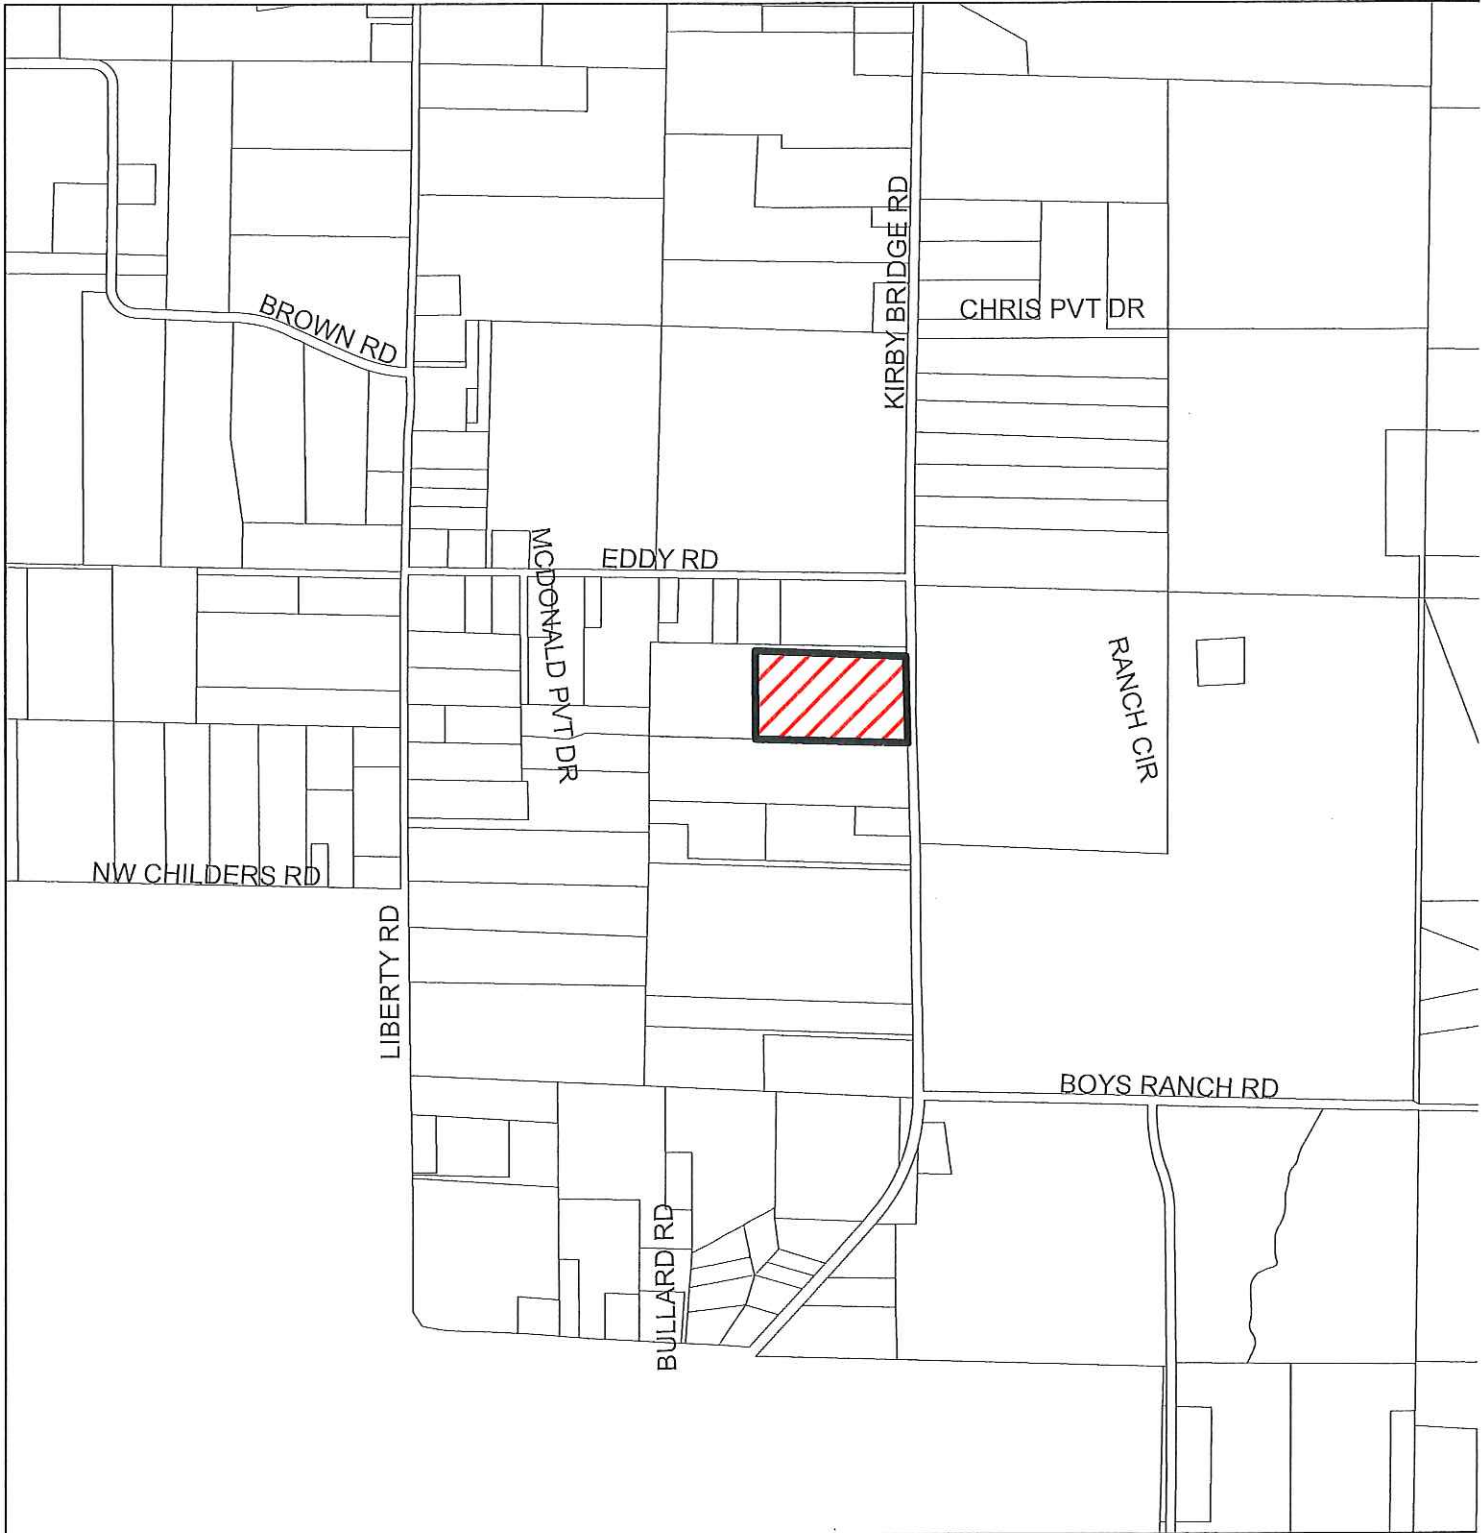 KIRBY BRIDGE RD
BROWN RD
CHRIS PVT DR
MCDONALD PVT DR
EDDY RD
RANCH CIR
NW CHILDERS RD
LIBERTY RD
BOYS RANCH RD
BULLARD RD